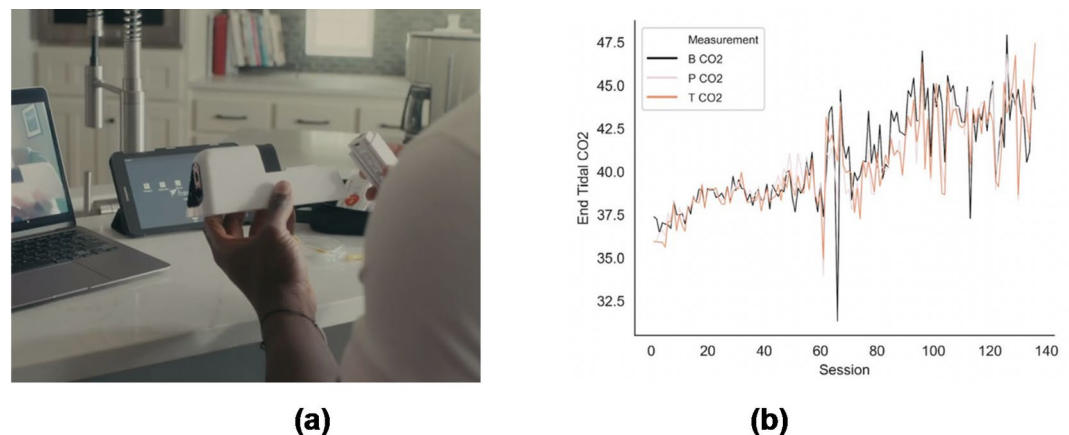 47.5
45.0
42.5
40.0
37.5
35.0
32.5
End Tidal CO2
Measurement
B CO2
P CO2
T CO2
0 20 40 60 80 100 120 140
Session
(a) (b)